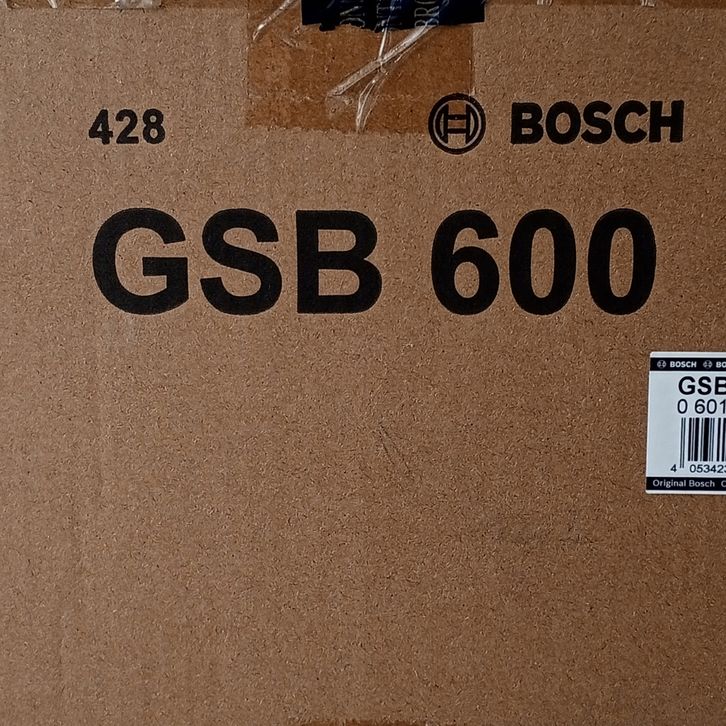 428
BOSCH
GSB 600
BOSCH
GSB
0 601
4 053423
Original Bosch